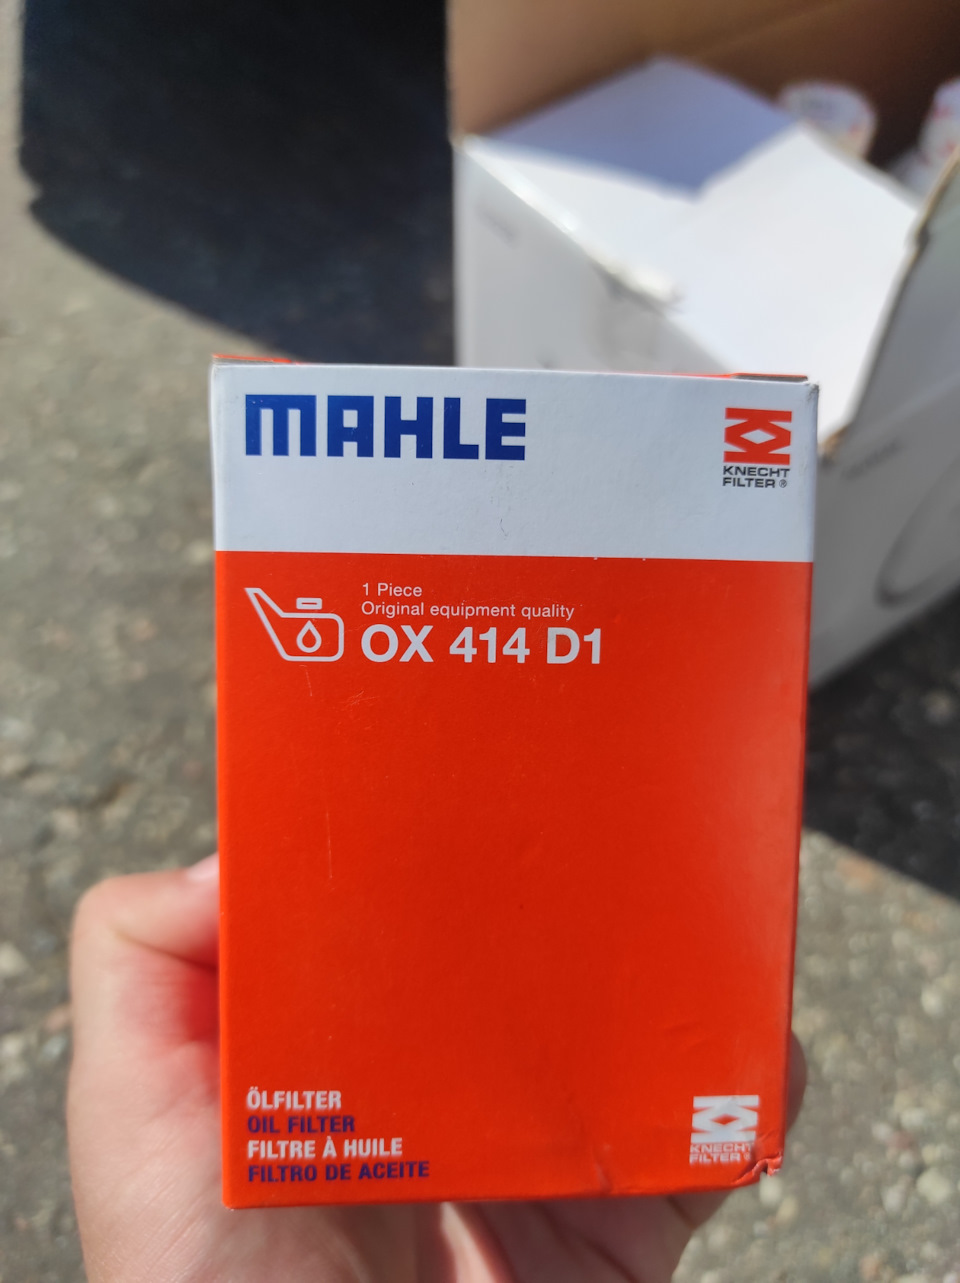 MAHLE
KNECHT
FILTER®
1 Piece
Original equipment quality
OX 414 D1
ÖLFILTER
OIL FILTER
FILTRE À HUILE
FILTRO DE ACEITE
KNECHT
FILTER®